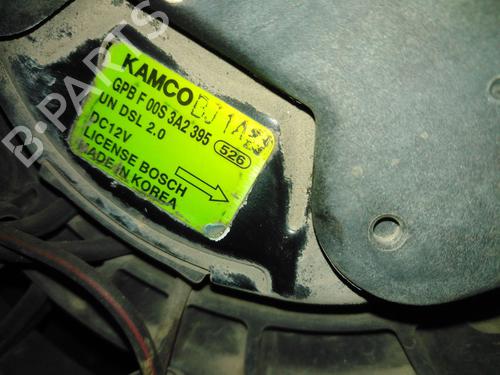 KAMCO
GPB F 00S 3A2 395
UN DSL 2.0 526
DC12V
LICENSE BOSCH
MADE IN KOREA
B-PARTS